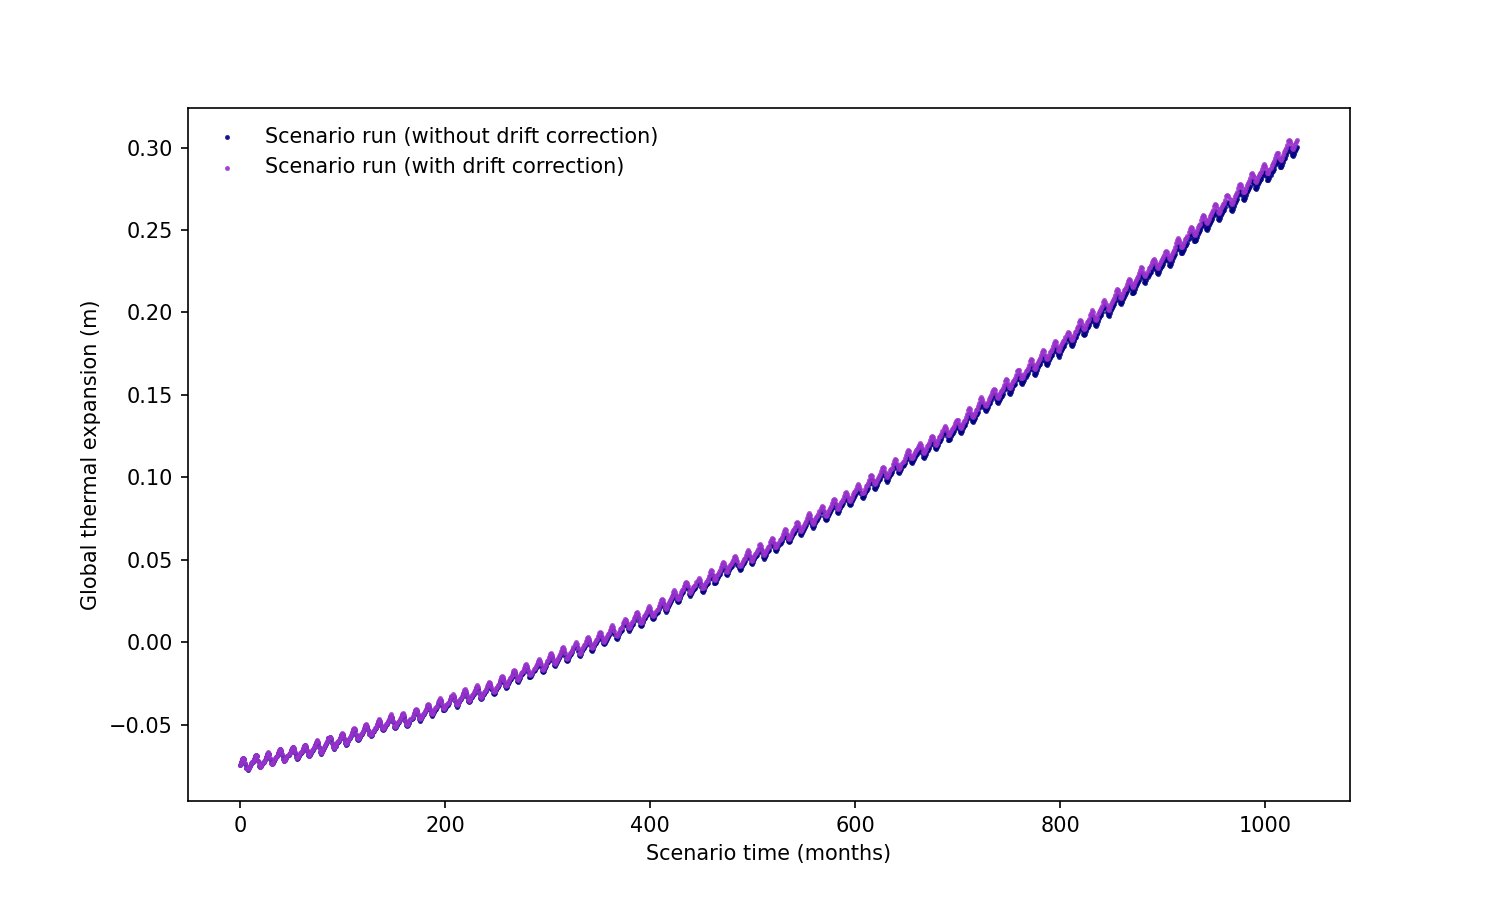 Scenario run (without drift correction)
Scenario run (with drift correction)
Global thermal expansion (m)
0.30
0.25
0.20
0.15
0.10
0.05
0.00
−0.05
0 200 400 600 800 1000
Scenario time (months)